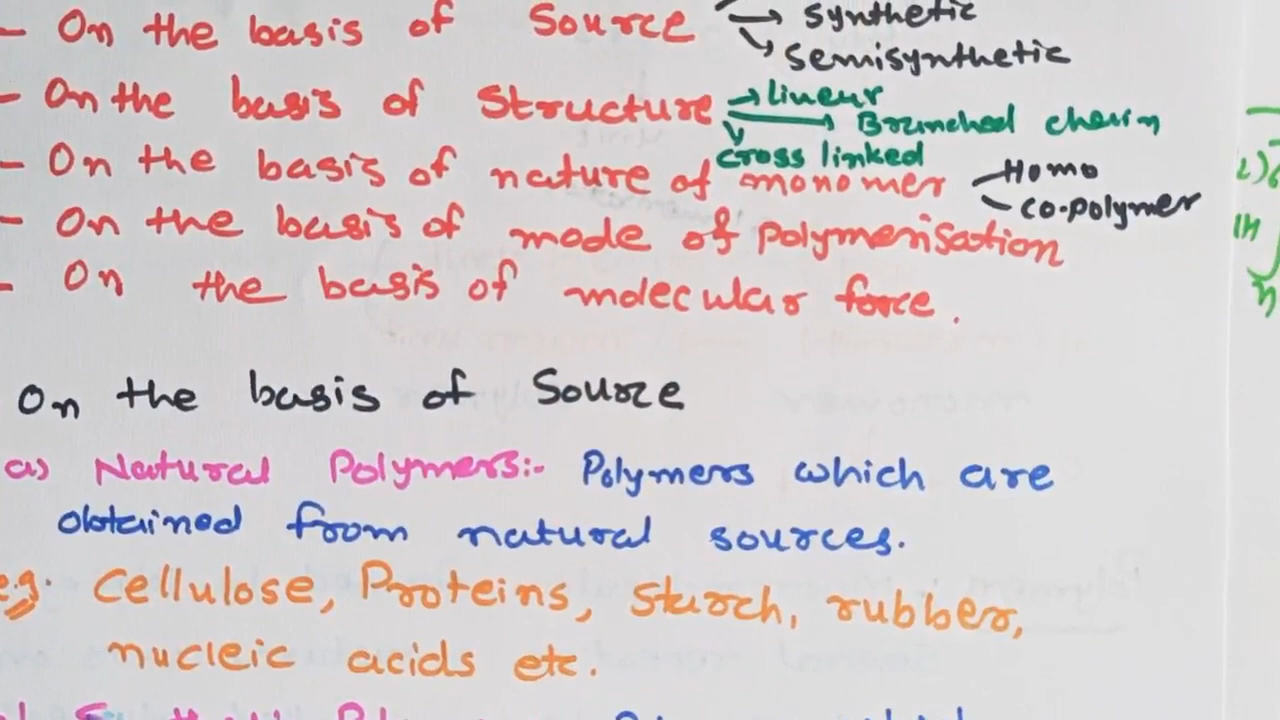 - On the basis of Source → synthetic
↘ semisynthetic
- On the basis of Structure → linear
→ Branched chain
cross linked
- On the basis of nature of monomer - Homo
- co-polymer
- On the basis of mode of polymerisation
- On the basis of molecular force.
On the basis of Source
a) Natural Polymers:- Polymers which are
obtained from natural sources.
e.g. Cellulose, Proteins, starch, rubber,
nucleic acids etc.